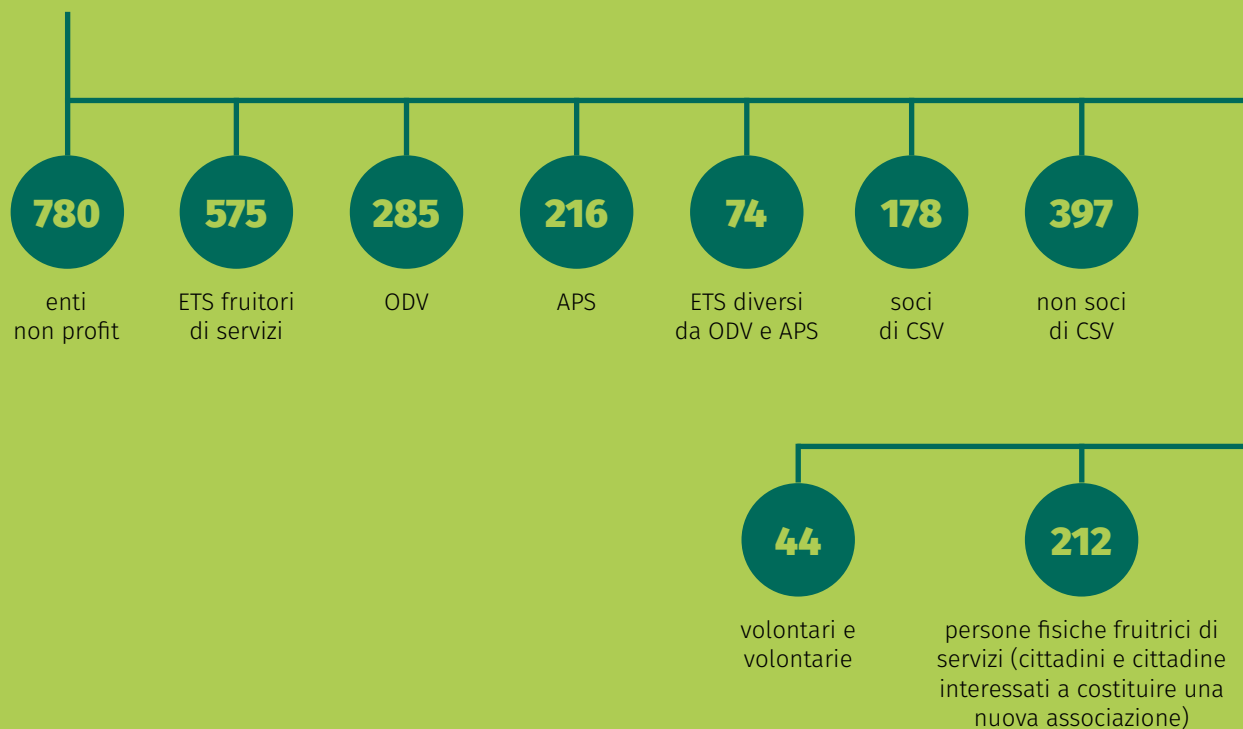 780
enti
non profit
575
ETS fruitori
di servizi
285
ODV
216
APS
74
ETS diversi
da ODV e APS
178
soci
di CSV
397
non soci
di CSV
44
volontari e
volontarie
212
persone fisiche fruitrici di
servizi (cittadini e cittadine
interessati a costituire una
nuova associazione)